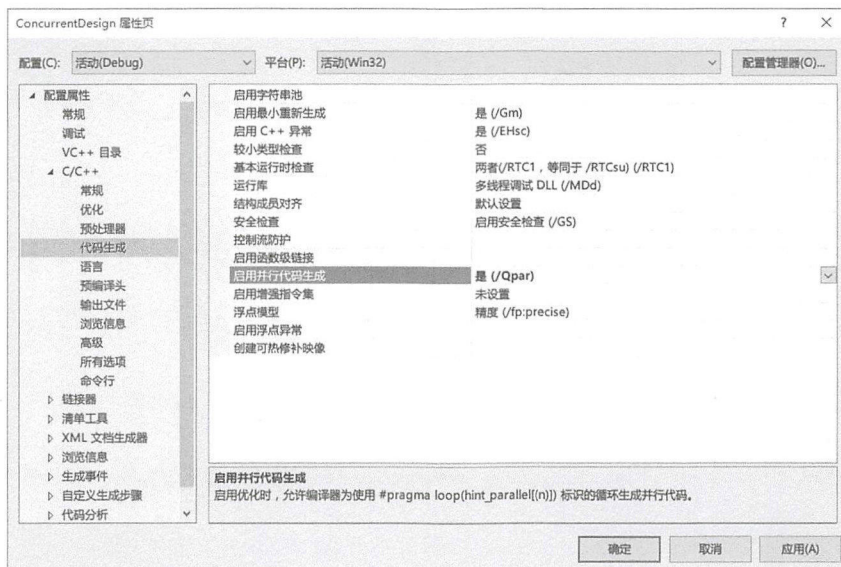 ConcurrentDesign 属性页
? ×
配置(C): 活动(Debug) 平台(P): 活动(Win32) 配置管理器(O)...
配置属性
常规
调试
VC++ 目录
C/C++
常规
优化
预处理器
代码生成
语言
预编译头
输出文件
浏览信息
高级
所有选项
命令行
链接器
清单工具
XML 文档生成器
浏览信息
生成事件
自定义生成步骤
代码分析
启用字符串池
启用最小重新生成 是 (/Gm)
启用 C++ 异常 是 (/EHsc)
较小类型检查 否
基本运行时检查 两者(/RTC1，等同于 /RTCsu) (/RTC1)
运行库 多线程调试 DLL (/MDd)
结构成员对齐 默认设置
安全检查 启用安全检查 (/GS)
控制流防护
启用函数级链接
启用并行代码生成 是 (/Qpar)
启用增强指令集 未设置
浮点模型 精度 (/fp:precise)
启用浮点异常
创建可热修补映像
启用并行代码生成
启用优化时，允许编译器为使用 #pragma loop(hint_parallel[(n)]) 标识的循环生成并行代码。
确定 取消 应用(A)